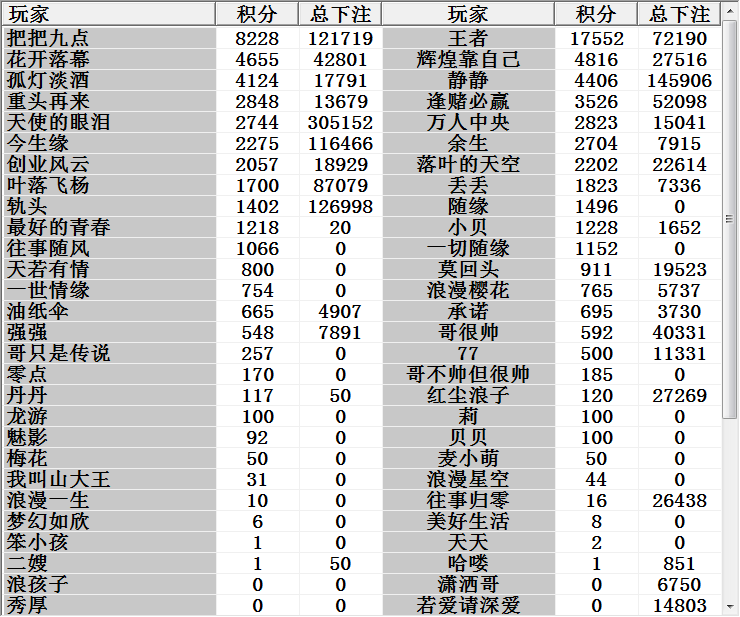 玩家 积分 总下注 玩家 积分 总下注
把把九点 8228 121719 王者 17552 72190
花开落幕 4655 42801 辉煌靠自己 4816 27516
孤灯淡酒 4124 17791 静静 4406 145906
重头再来 2848 13679 逢赌必赢 3526 52098
天使的眼泪 2744 305152 万人中央 2823 15041
今生缘 2275 116466 余生 2704 7915
创业风云 2057 18929 落叶的天空 2202 22614
叶落飞杨 1700 87079 丢丢 1823 7336
轨头 1402 126998 随缘 1496 0
最好的青春 1218 20 小贝 1228 1652
往事随风 1066 0 一切随缘 1152 0
天若有情 800 0 莫回头 911 19523
一世情缘 754 0 浪漫樱花 765 5737
油纸伞 665 4907 承诺 695 3730
强强 548 7891 哥很帅 592 40331
哥只是传说 257 0 77 500 11331
零点 170 0 哥不帅但很帅 185 0
丹丹 117 50 红尘浪子 120 27269
龙游 100 0 莉 100 0
魅影 92 0 贝贝 100 0
梅花 50 0 麦小萌 50 0
我叫山大王 31 0 浪漫星空 44 0
浪漫一生 10 0 往事归零 16 26438
梦幻如欣 6 0 美好生活 8 0
笨小孩 1 0 天天 2 0
二嫂 1 50 哈喽 1 851
浪孩子 0 0 潇洒哥 0 6750
秀厚 0 0 若爱请深爱 0 14803